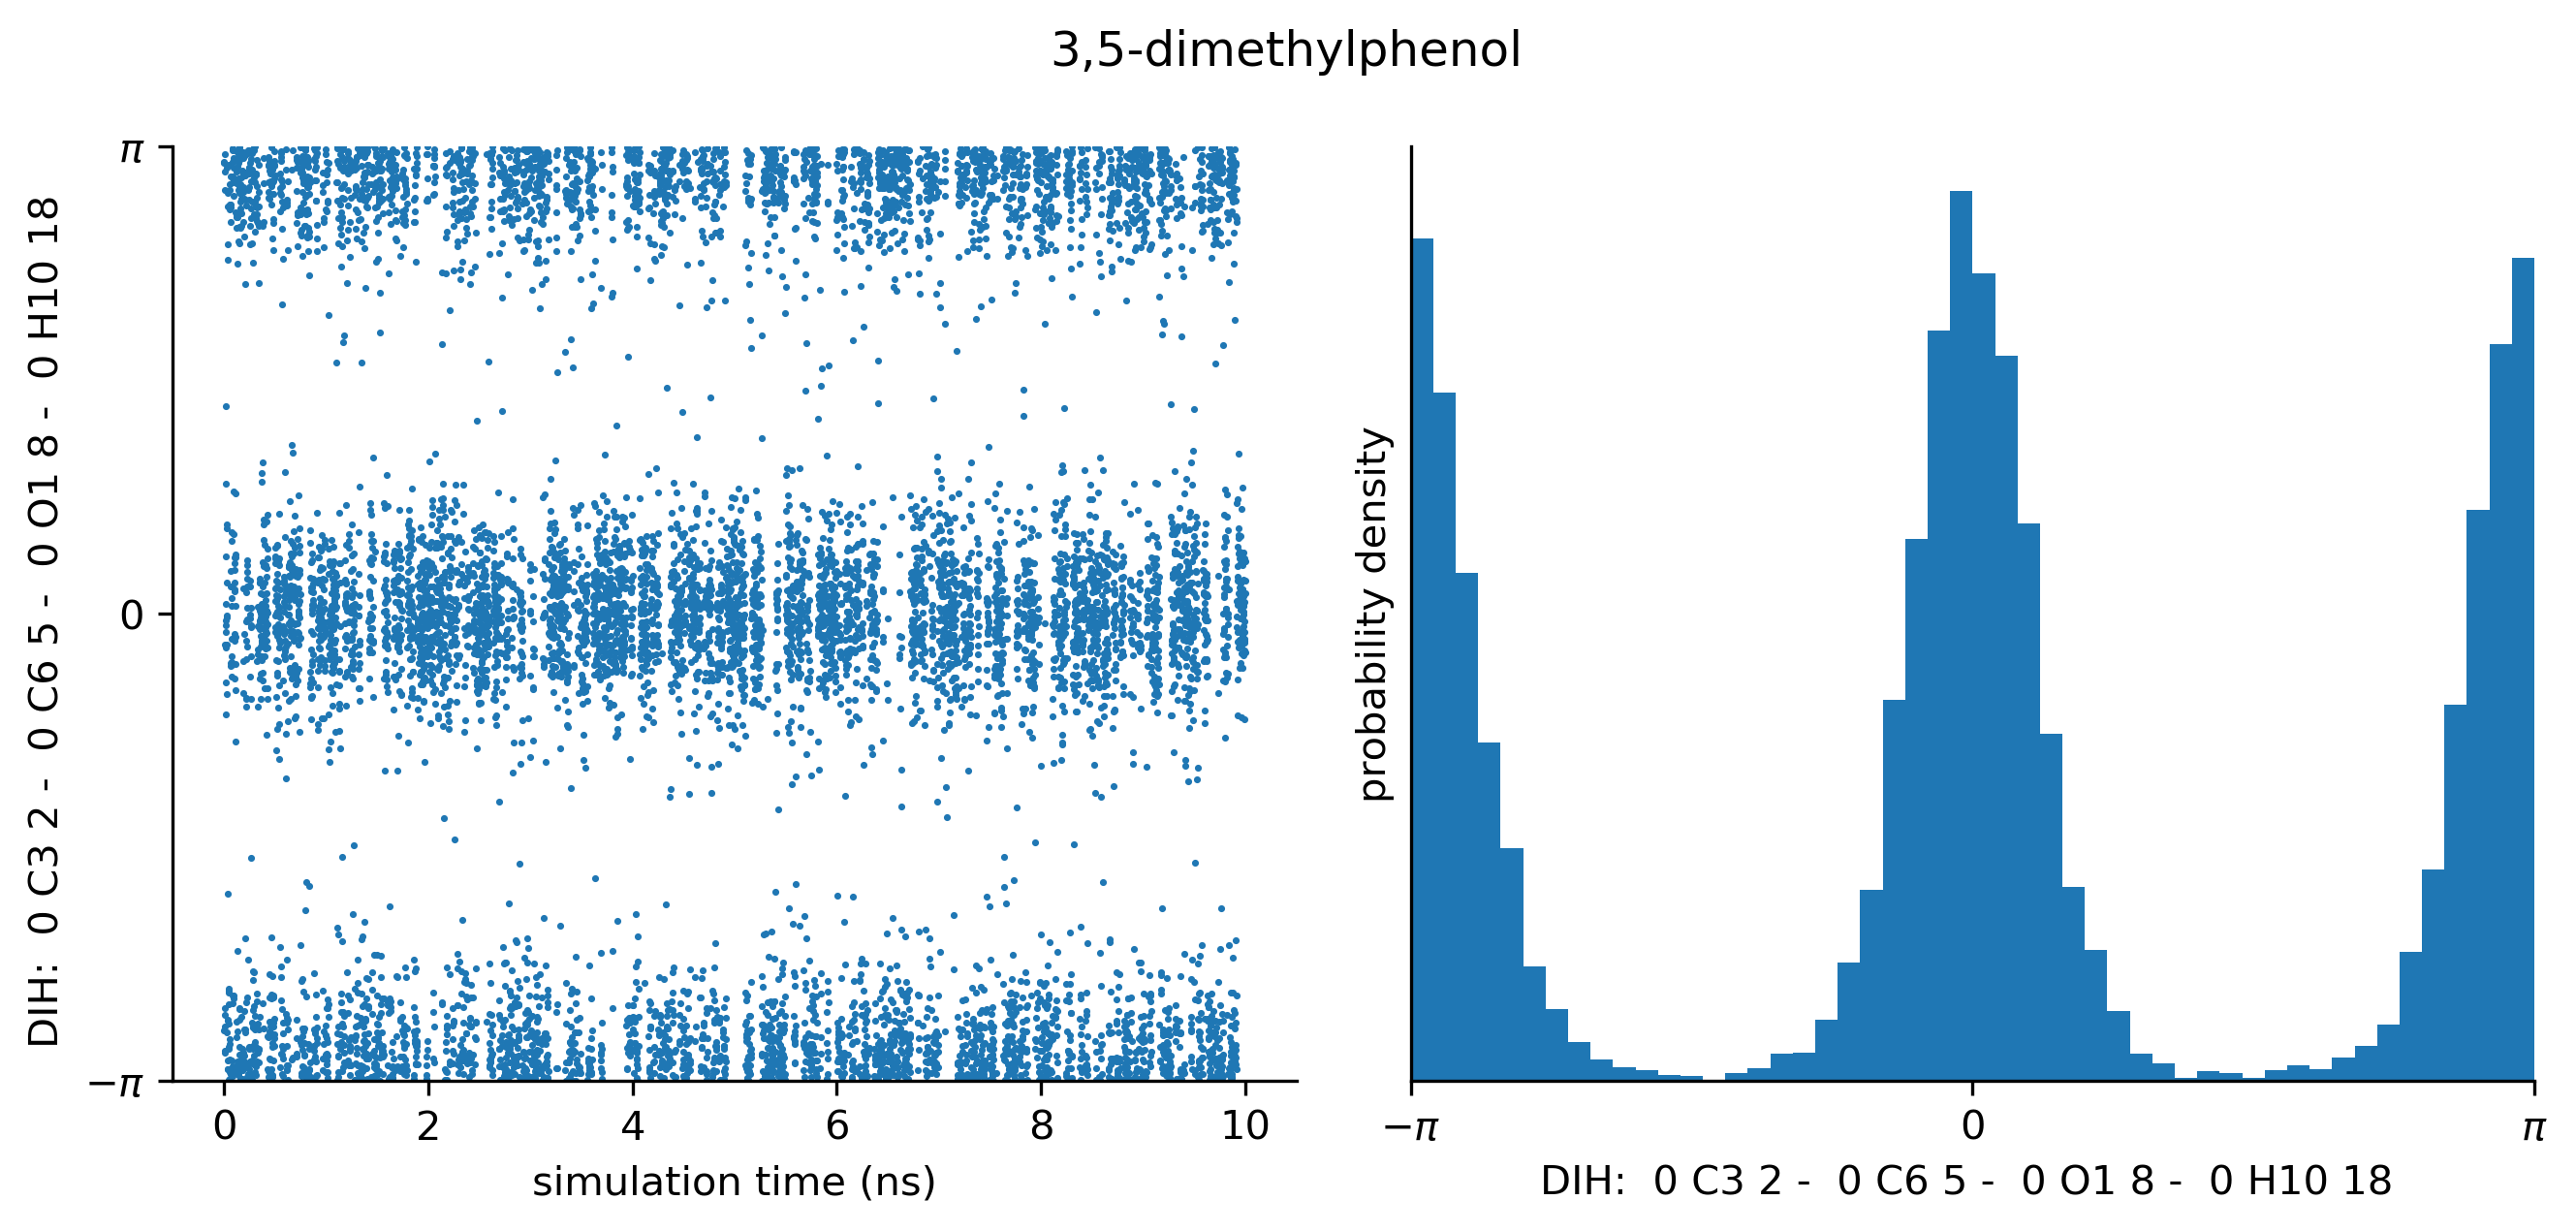 3,5-dimethylphenol
DIH:  0 C3 2 -  0 C6 5 -  0 O1 8 -  0 H10 18
π
0
−π
0 2 4 6 8 10
simulation time (ns)
probability density
−π 0 π
DIH:  0 C3 2 -  0 C6 5 -  0 O1 8 -  0 H10 18